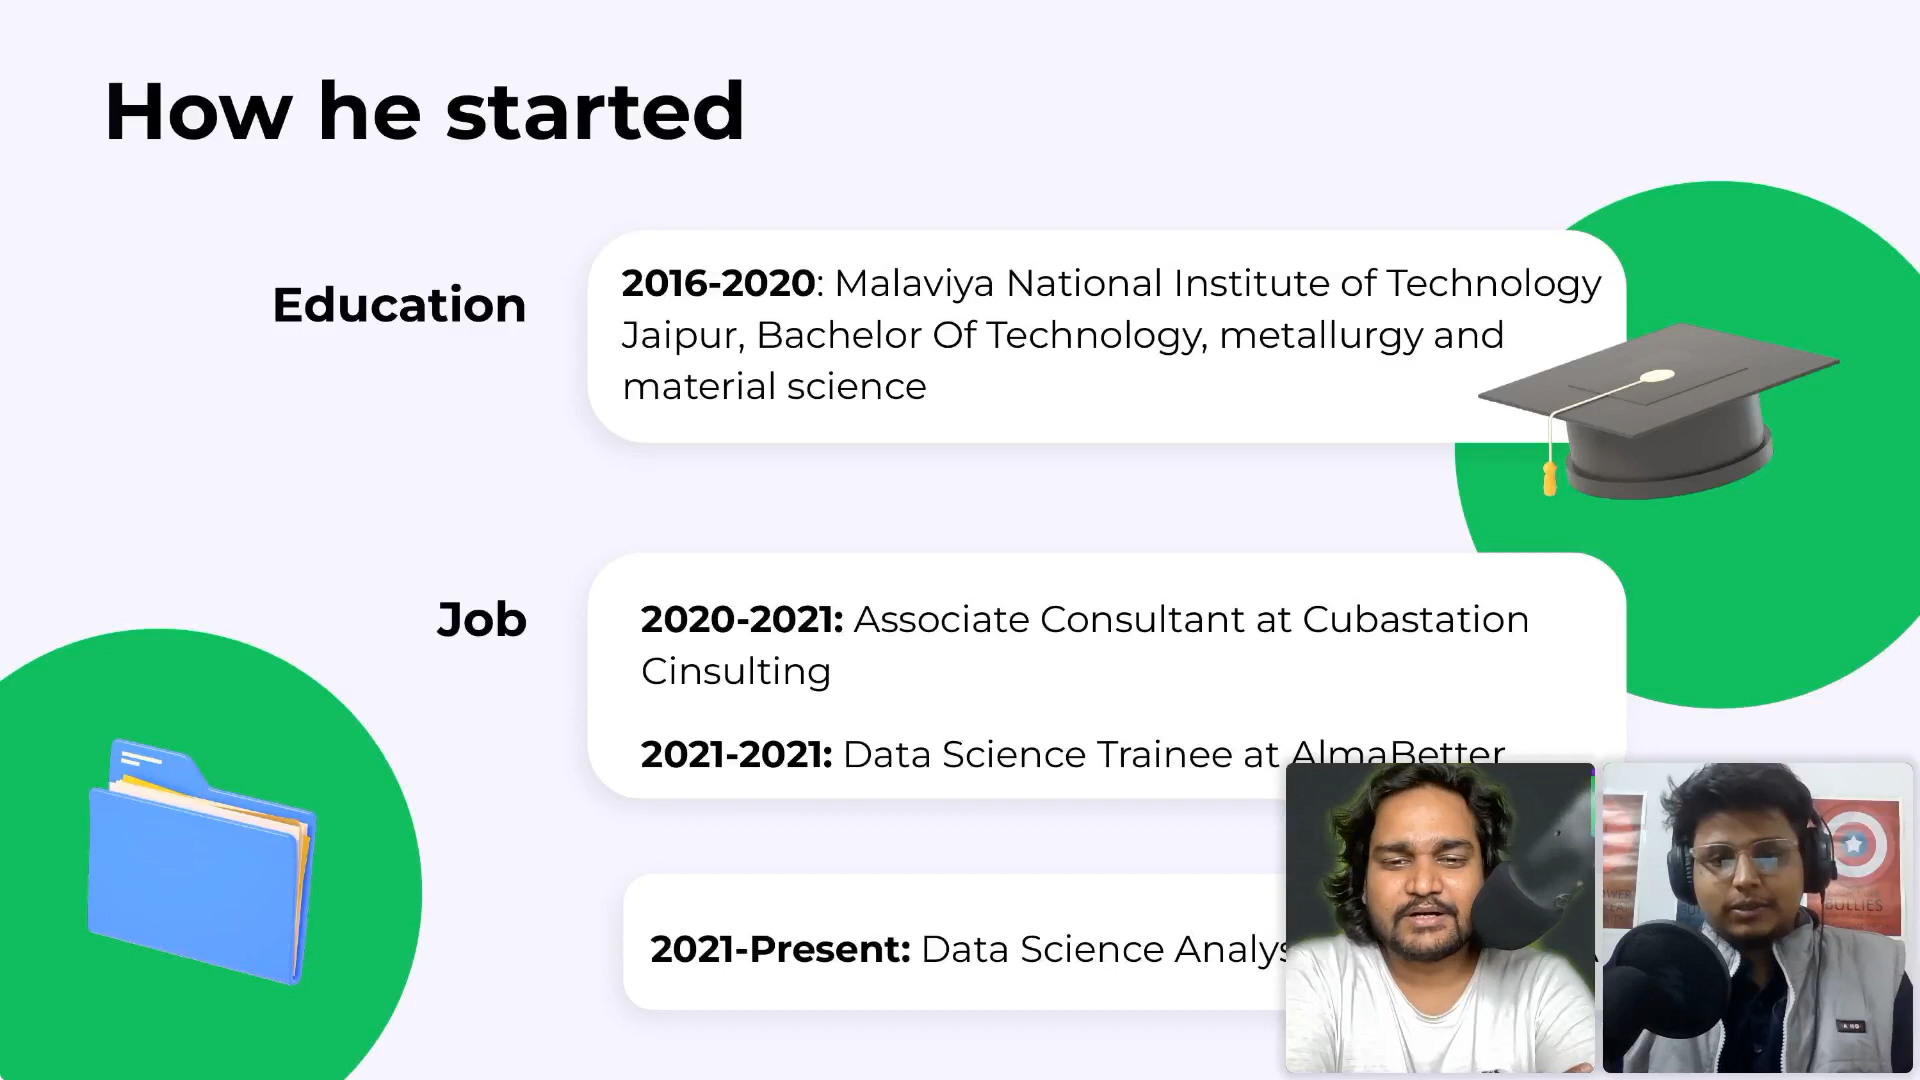 How he started
Education
2016-2020: Malaviya National Institute of Technology
Jaipur, Bachelor Of Technology, metallurgy and
material science
Job
2020-2021: Associate Consultant at Cubastation
Cinsulting
2021-2021: Data Science Trainee at AlmaBetter
2021-Present: Data Science
BULLIES